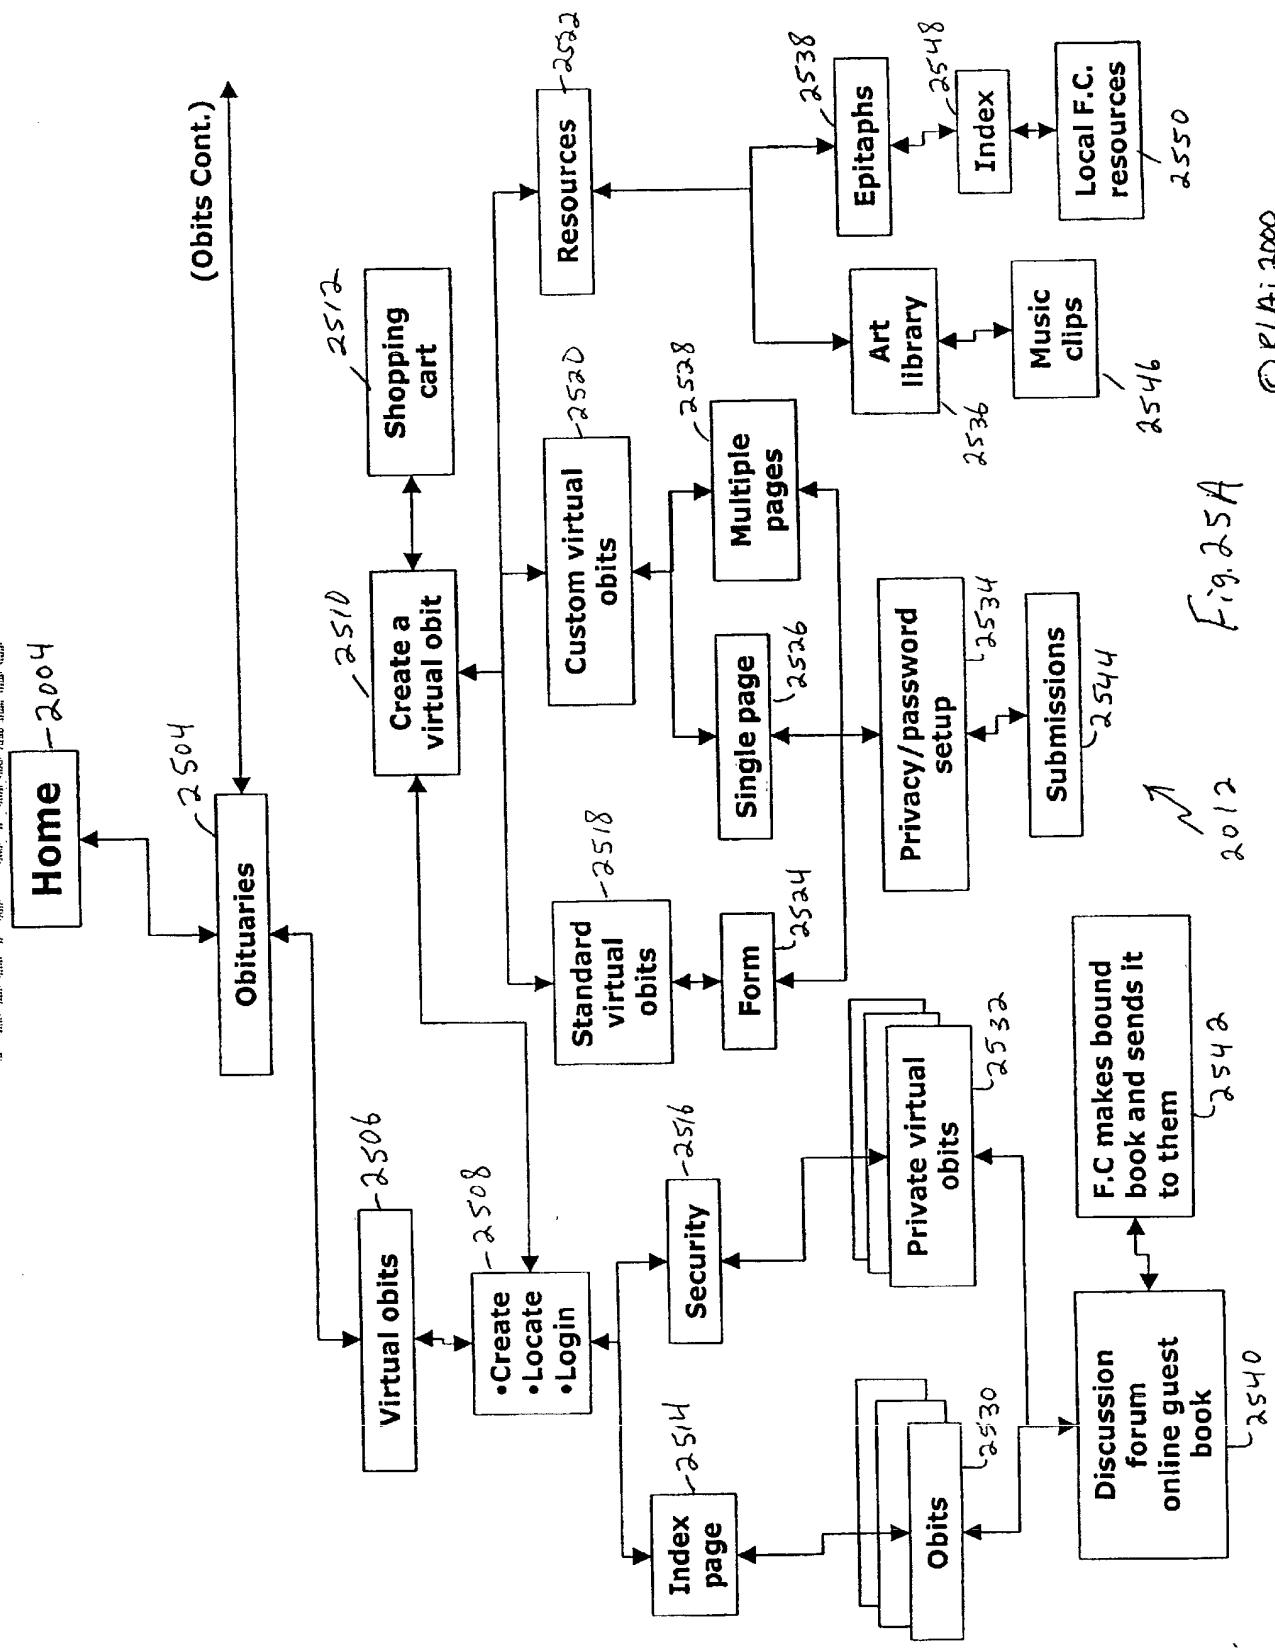 Home
2004
(Obits Cont.)
Obituaries
2504
Virtual obits
2506
•Create
•Locate
•Login
2508
Create a
virtual obit
2510
Shopping
cart
2512
Index
page
2514
Security
2516
Standard
virtual
obits
2518
Custom virtual
obits
2520
Resources
2522
Form
2524
Single page
2526
Multiple
pages
2528
Obits
2530
Private virtual
obits
2532
Privacy/password
setup
2534
Art
library
2536
Epitaphs
2538
Discussion
forum
online guest
book
2540
F.C makes bound
book and sends it
to them
2542
Submissions
2544
Music
clips
2546
Index
2548
Local F.C.
resources
2550
2012
Fig. 25A
2000